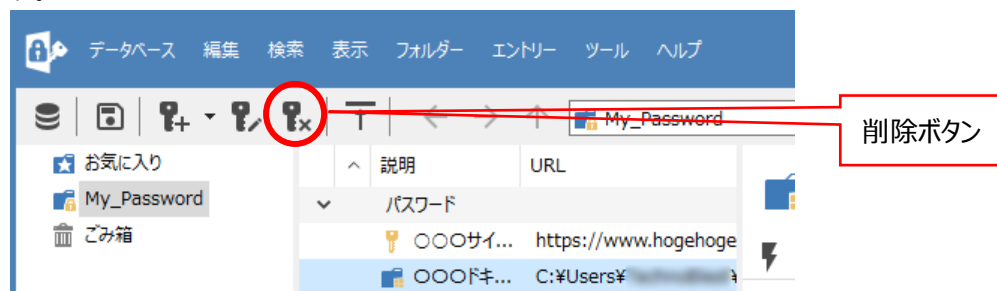 データベース 編集 検索 表示 フォルダー エントリー ツール ヘルプ
My_Password
削除ボタン
お気に入り
My_Password
ごみ箱
説明 URL
パスワード
〇〇〇サイ... https://www.hogehoge
〇〇〇ドキ... C:¥Users¥